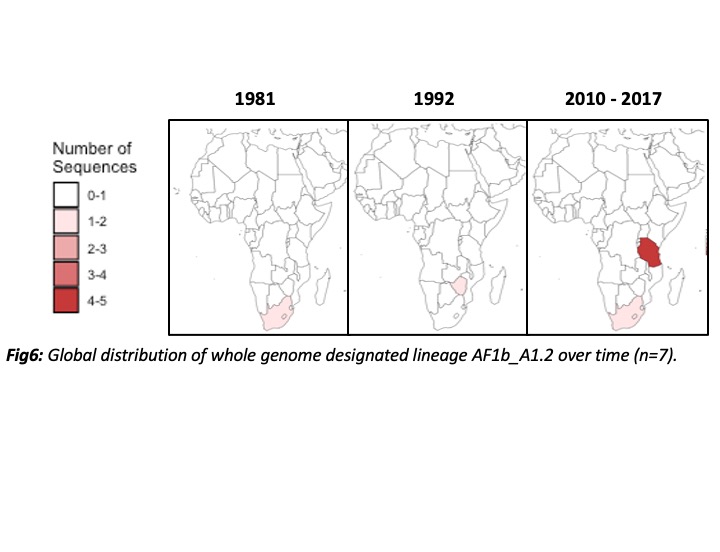 1981
1992
2010 - 2017
Number of
Sequences
0-1
1-2
2-3
3-4
4-5
Fig6: Global distribution of whole genome designated lineage AF1b_A1.2 over time (n=7).